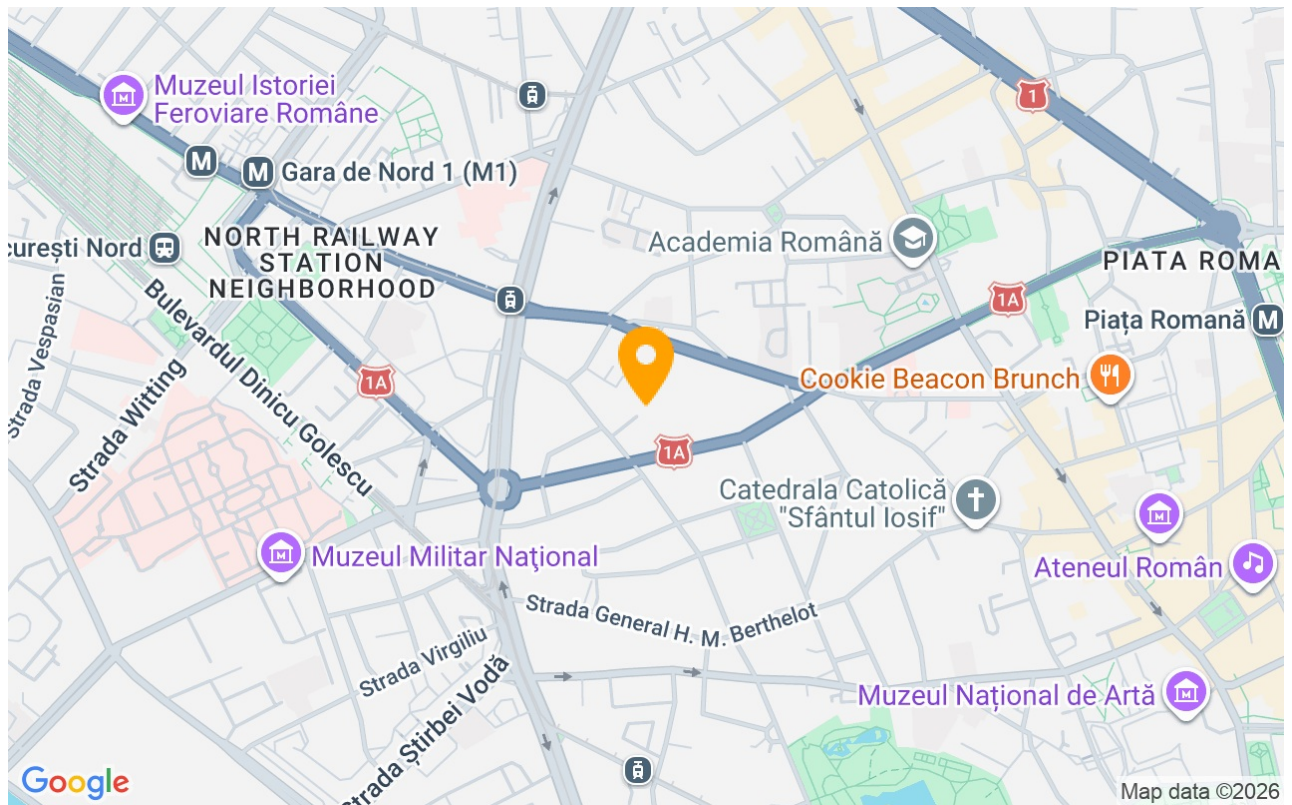 Muzeul Istoriei
Feroviare Române
1
M
M
Gara de Nord 1 (M1)
curești Nord
NORTH RAILWAY
STATION
NEIGHBORHOOD
Academia Română
PIATA ROMA
1A
Piața Romană
M
Strada Vespasian
Bulevardul Dinicu Golescu
Strada Witting
1A
Cookie Beacon Brunch
1A
Catedrala Catolică
"Sfântul Iosif"
Muzeul Militar Naţional
Ateneul Român
Strada General H. M. Berthelot
Strada Virgiliu
Strada Știrbei Vodă
Muzeul Național de Artă
Google
Map data ©2026